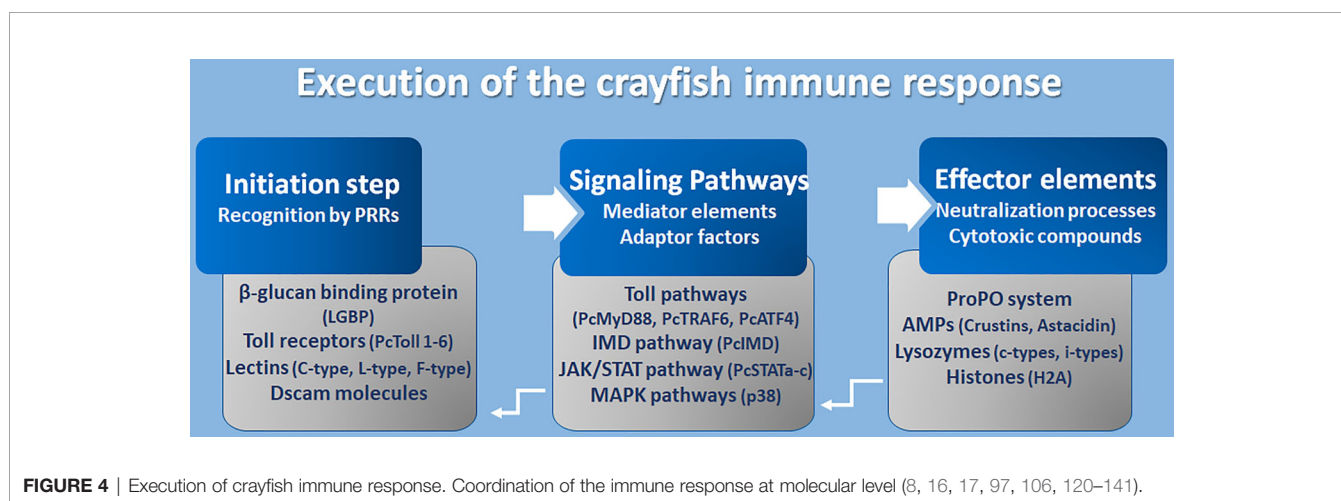 Execution of the crayfish immune response
Initiation step
Recognition by PRRs
β-glucan binding protein
(LGBP)
Toll receptors (PcToll 1-6)
Lectins (C-type, L-type, F-type)
Dscam molecules
Signaling Pathways
Mediator elements
Adaptor factors
Toll pathways
(PcMyD88, PcTRAF6, PcATF4)
IMD pathway (PcIMD)
JAK/STAT pathway (PcSTATa-c)
MAPK pathways (p38)
Effector elements
Neutralization processes
Cytotoxic compounds
ProPO system
AMPs (Crustins, Astacidin)
Lysozymes (c-types, i-types)
Histones (H2A)
FIGURE 4 | Execution of crayfish immune response. Coordination of the immune response at molecular level (8, 16, 17, 97, 106, 120–141).